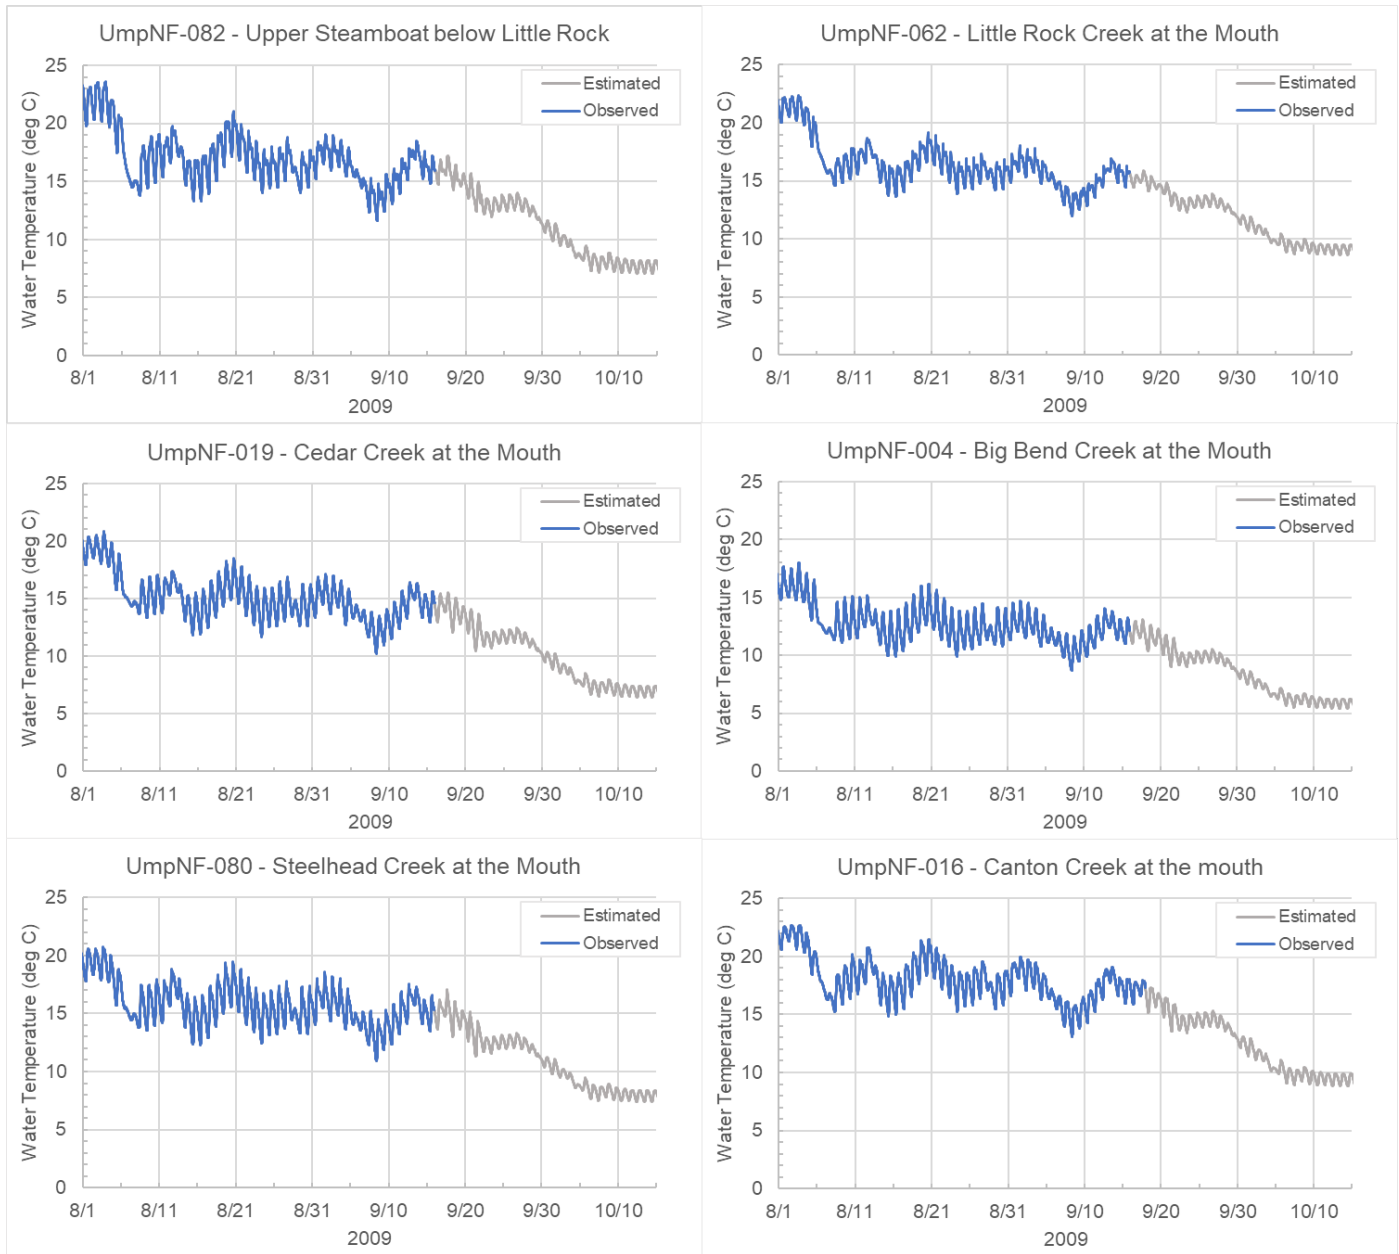 UmpNF-082 - Upper Steamboat below Little Rock
Water Temperature (deg C)
25
20
15
10
5
0
Estimated
Observed
8/1 8/11 8/21 8/31 9/10 9/20 9/30 10/10
2009
UmpNF-062 - Little Rock Creek at the Mouth
Water Temperature (deg C)
25
20
15
10
5
0
Estimated
Observed
8/1 8/11 8/21 8/31 9/10 9/20 9/30 10/10
2009
UmpNF-019 - Cedar Creek at the Mouth
Water Temperature (deg C)
25
20
15
10
5
0
Estimated
Observed
8/1 8/11 8/21 8/31 9/10 9/20 9/30 10/10
2009
UmpNF-004 - Big Bend Creek at the Mouth
Water Temperature (deg C)
25
20
15
10
5
0
Estimated
Observed
8/1 8/11 8/21 8/31 9/10 9/20 9/30 10/10
2009
UmpNF-080 - Steelhead Creek at the Mouth
Water Temperature (deg C)
25
20
15
10
5
0
Estimated
Observed
8/1 8/11 8/21 8/31 9/10 9/20 9/30 10/10
2009
UmpNF-016 - Canton Creek at the mouth
Water Temperature (deg C)
25
20
15
10
5
0
Estimated
Observed
8/1 8/11 8/21 8/31 9/10 9/20 9/30 10/10
2009